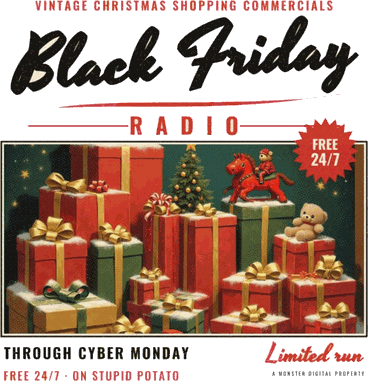 VINTAGE CHRISTMAS SHOPPING COMMERCIALS
Black Friday
RADIO
FREE
24/7
THROUGH CYBER MONDAY
FREE 24/7 · ON STUPID POTATO
Limited run
A MONSTER DIGITAL PROPERTY